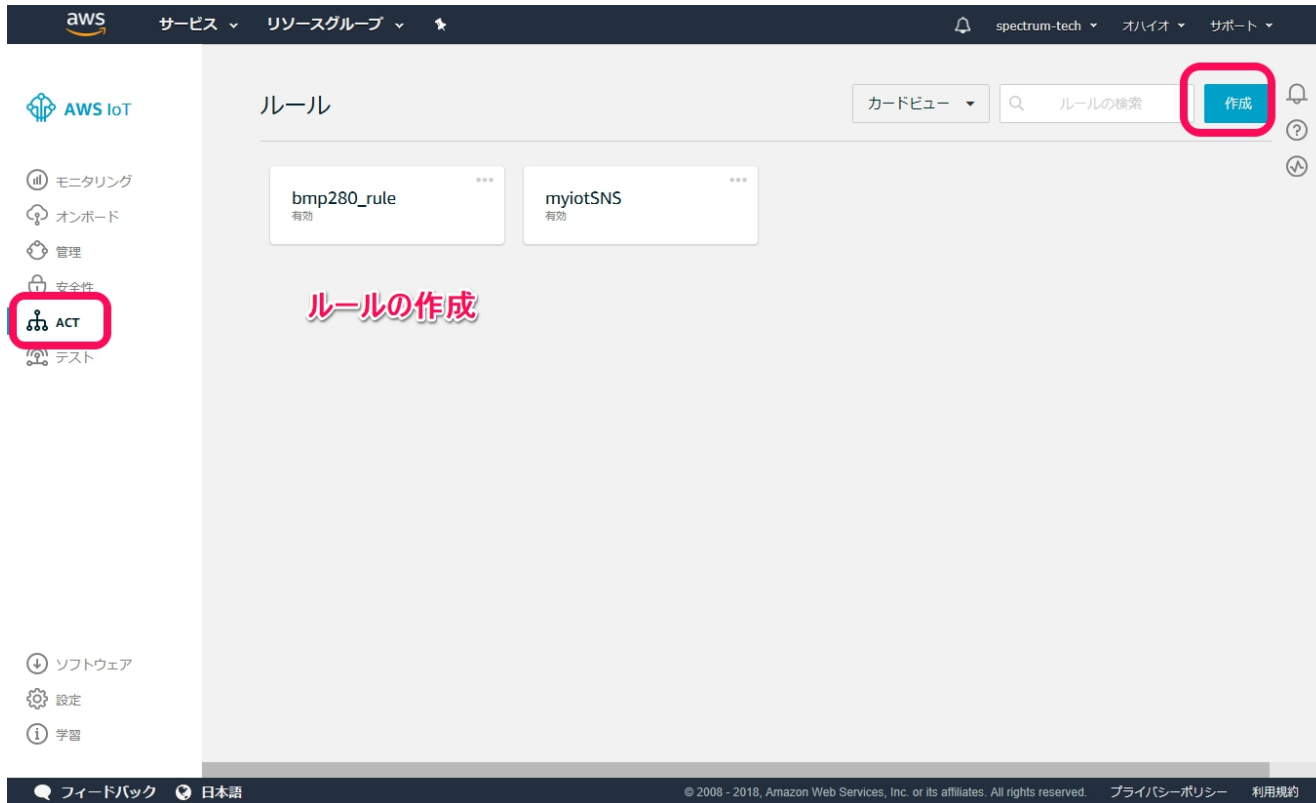 aws サービス リソースグループ spectrum-tech オハイオ サポート
AWS IoT
ルール カードビュー ルールの検索 作成
モニタリング
オンボード
管理
安全性
ACT
テスト
bmp280_rule
有効
myiotSNS
有効
ルールの作成
ソフトウェア
設定
学習
フィードバック 日本語 © 2008 - 2018, Amazon Web Services, Inc. or its affiliates. All rights reserved. プライバシーポリシー 利用規約